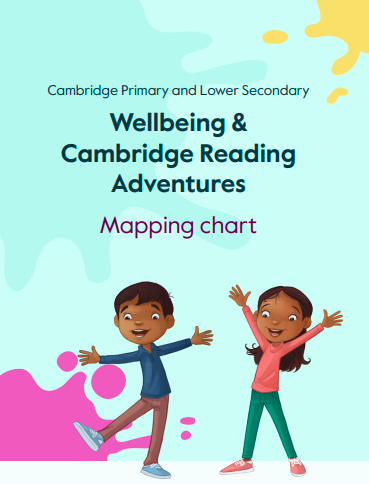 Cambridge Primary and Lower Secondary
Wellbeing &
Cambridge Reading
Adventures
Mapping chart